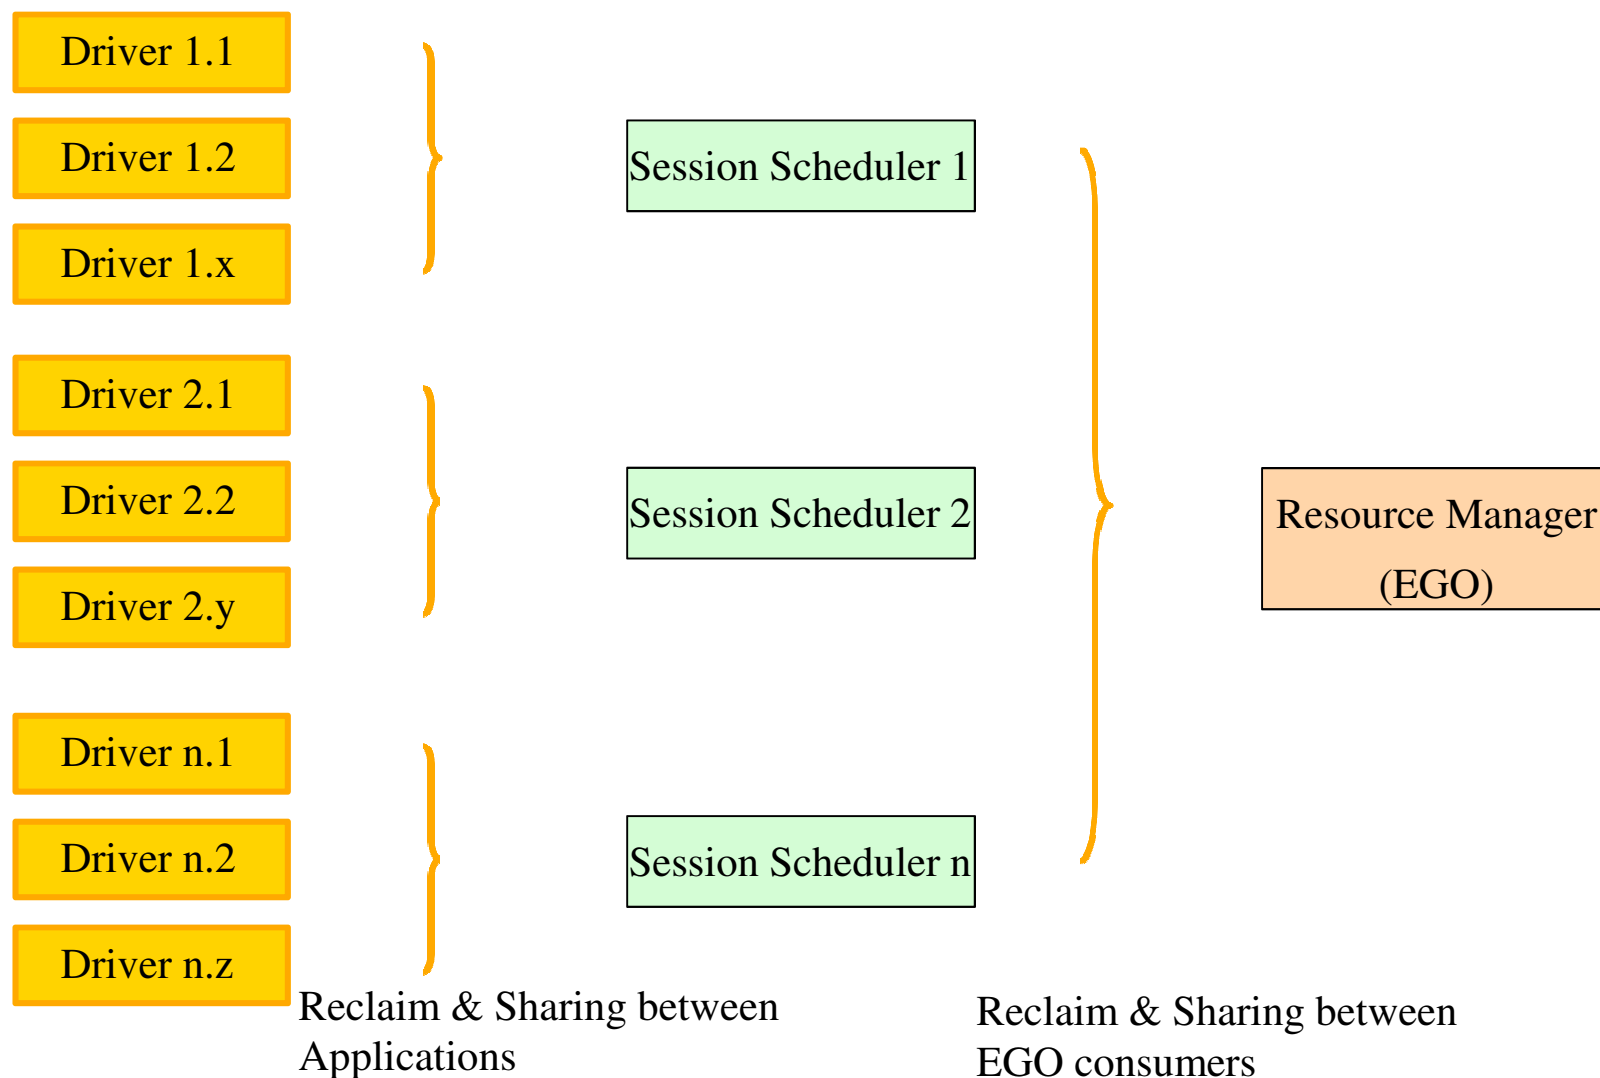 Driver 1.1
Driver 1.2
Driver 1.x
Session Scheduler 1
Driver 2.1
Driver 2.2
Driver 2.y
Session Scheduler 2
Resource Manager
(EGO)
Driver n.1
Driver n.2
Driver n.z
Session Scheduler n
Reclaim & Sharing between
Applications
Reclaim & Sharing between
EGO consumers